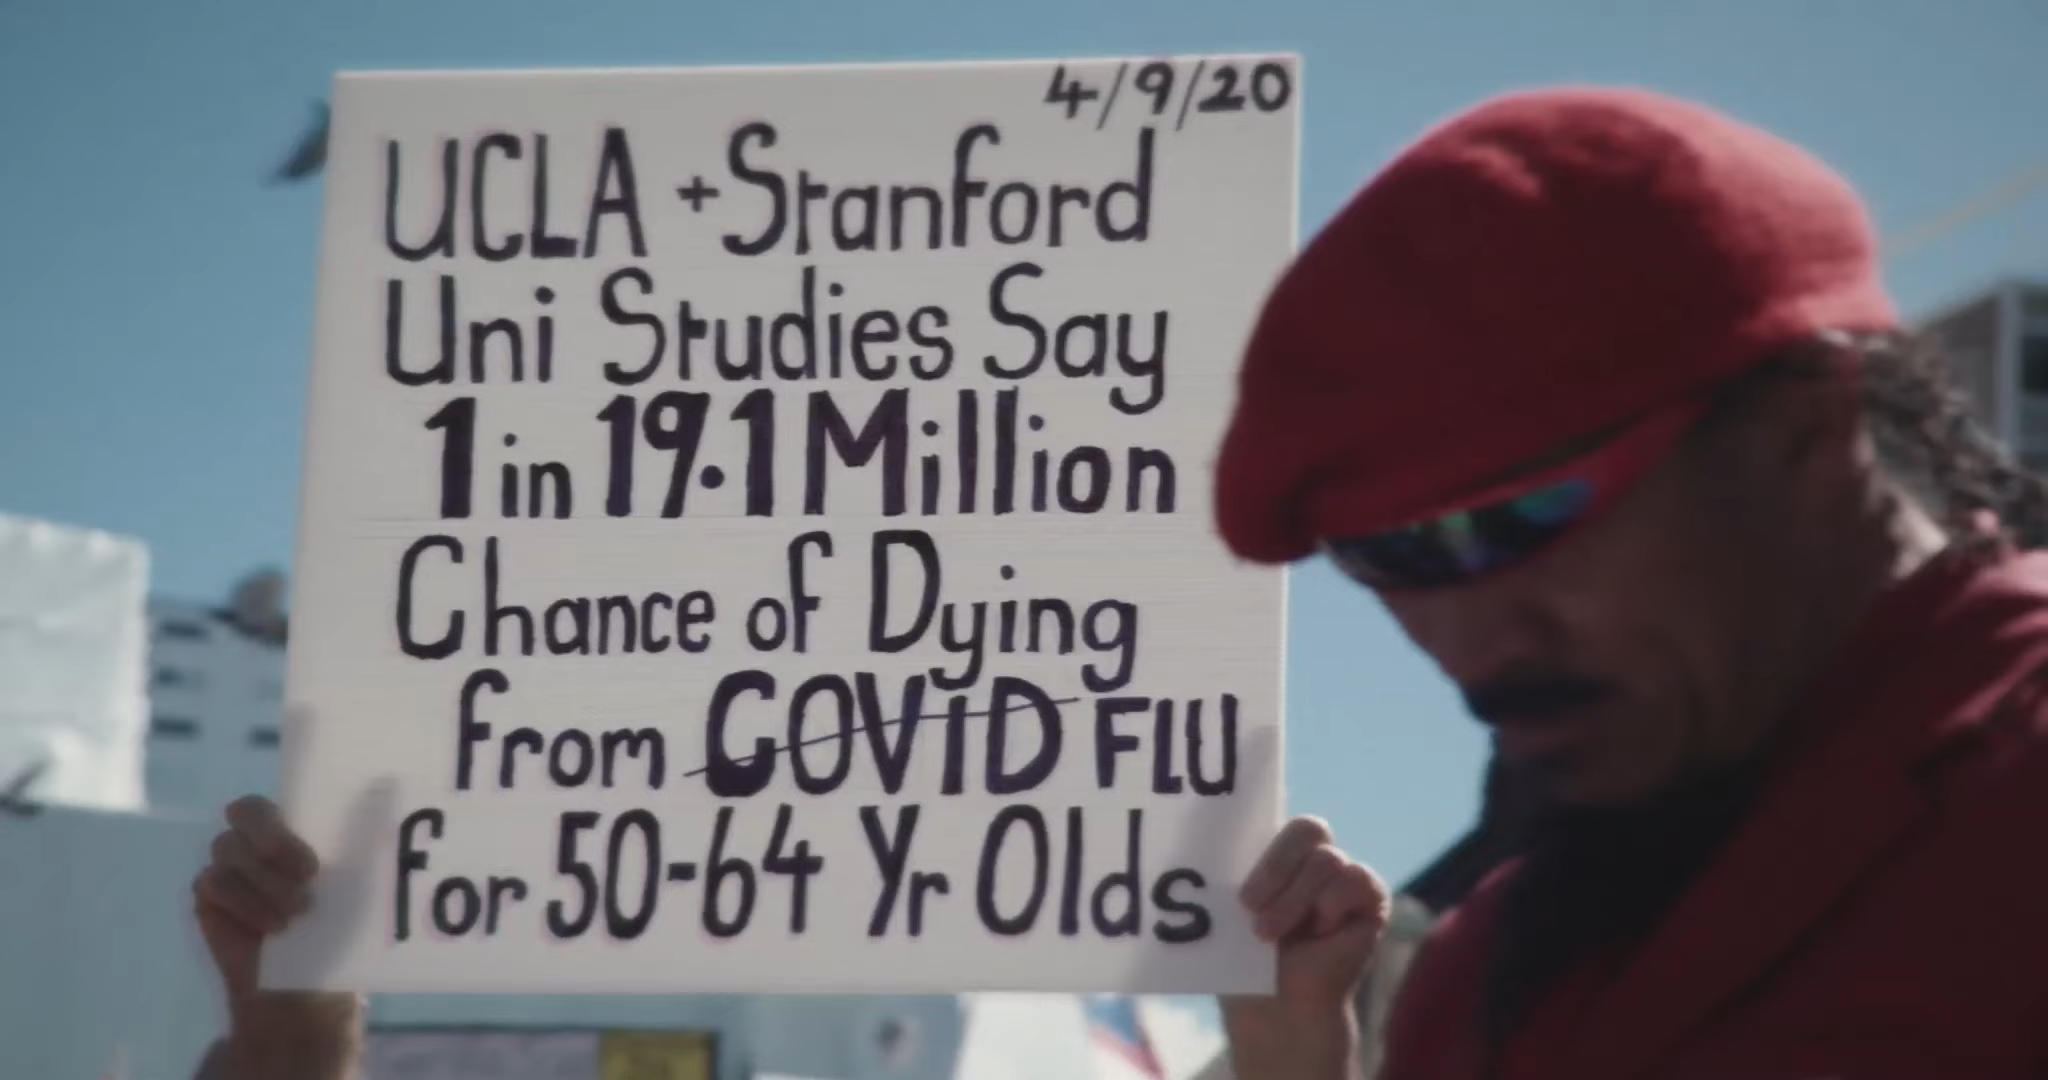 4/9/20
UCLA + Stanford
Uni Studies Say
1 in 19.1 Million
Chance of Dying
from COVID FLU
for 50-64 Yr Olds